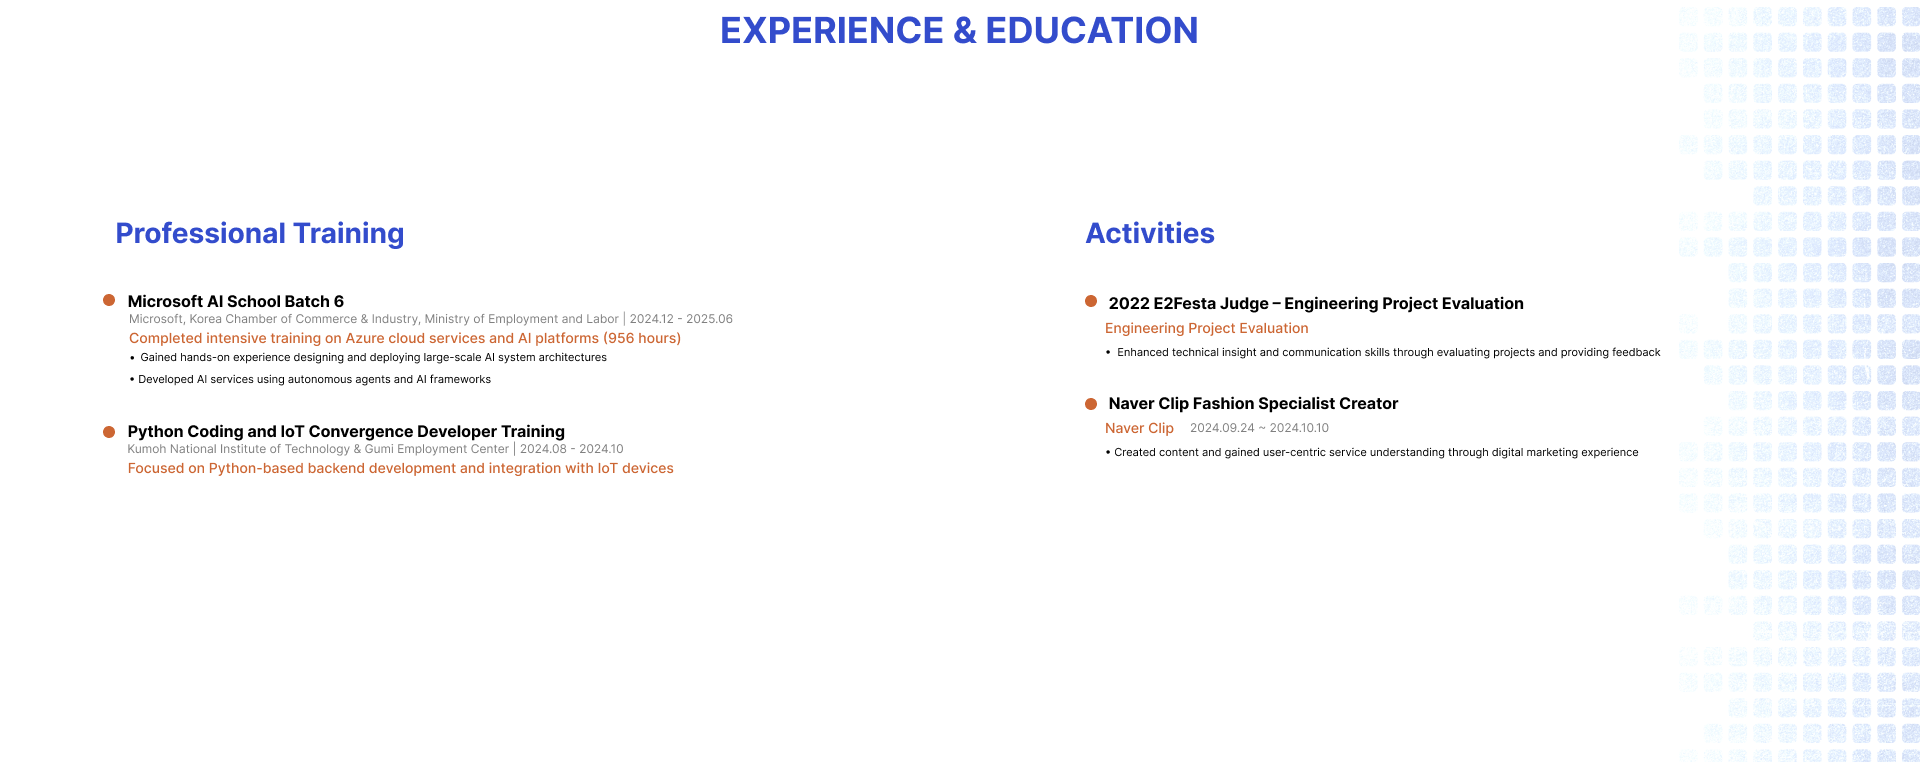 EXPERIENCE & EDUCATION
Professional Training
Microsoft AI School Batch 6
Microsoft, Korea Chamber of Commerce & Industry, Ministry of Employment and Labor | 2024.12 - 2025.06
Completed intensive training on Azure cloud services and AI platforms (956 hours)
• Gained hands-on experience designing and deploying large-scale AI system architectures
• Developed AI services using autonomous agents and AI frameworks
Python Coding and IoT Convergence Developer Training
Kumoh National Institute of Technology & Gumi Employment Center | 2024.08 - 2024.10
Focused on Python-based backend development and integration with IoT devices
Activities
2022 E2Festa Judge – Engineering Project Evaluation
Engineering Project Evaluation
• Enhanced technical insight and communication skills through evaluating projects and providing feedback
Naver Clip Fashion Specialist Creator
Naver Clip 2024.09.24 ~ 2024.10.10
• Created content and gained user-centric service understanding through digital marketing experience